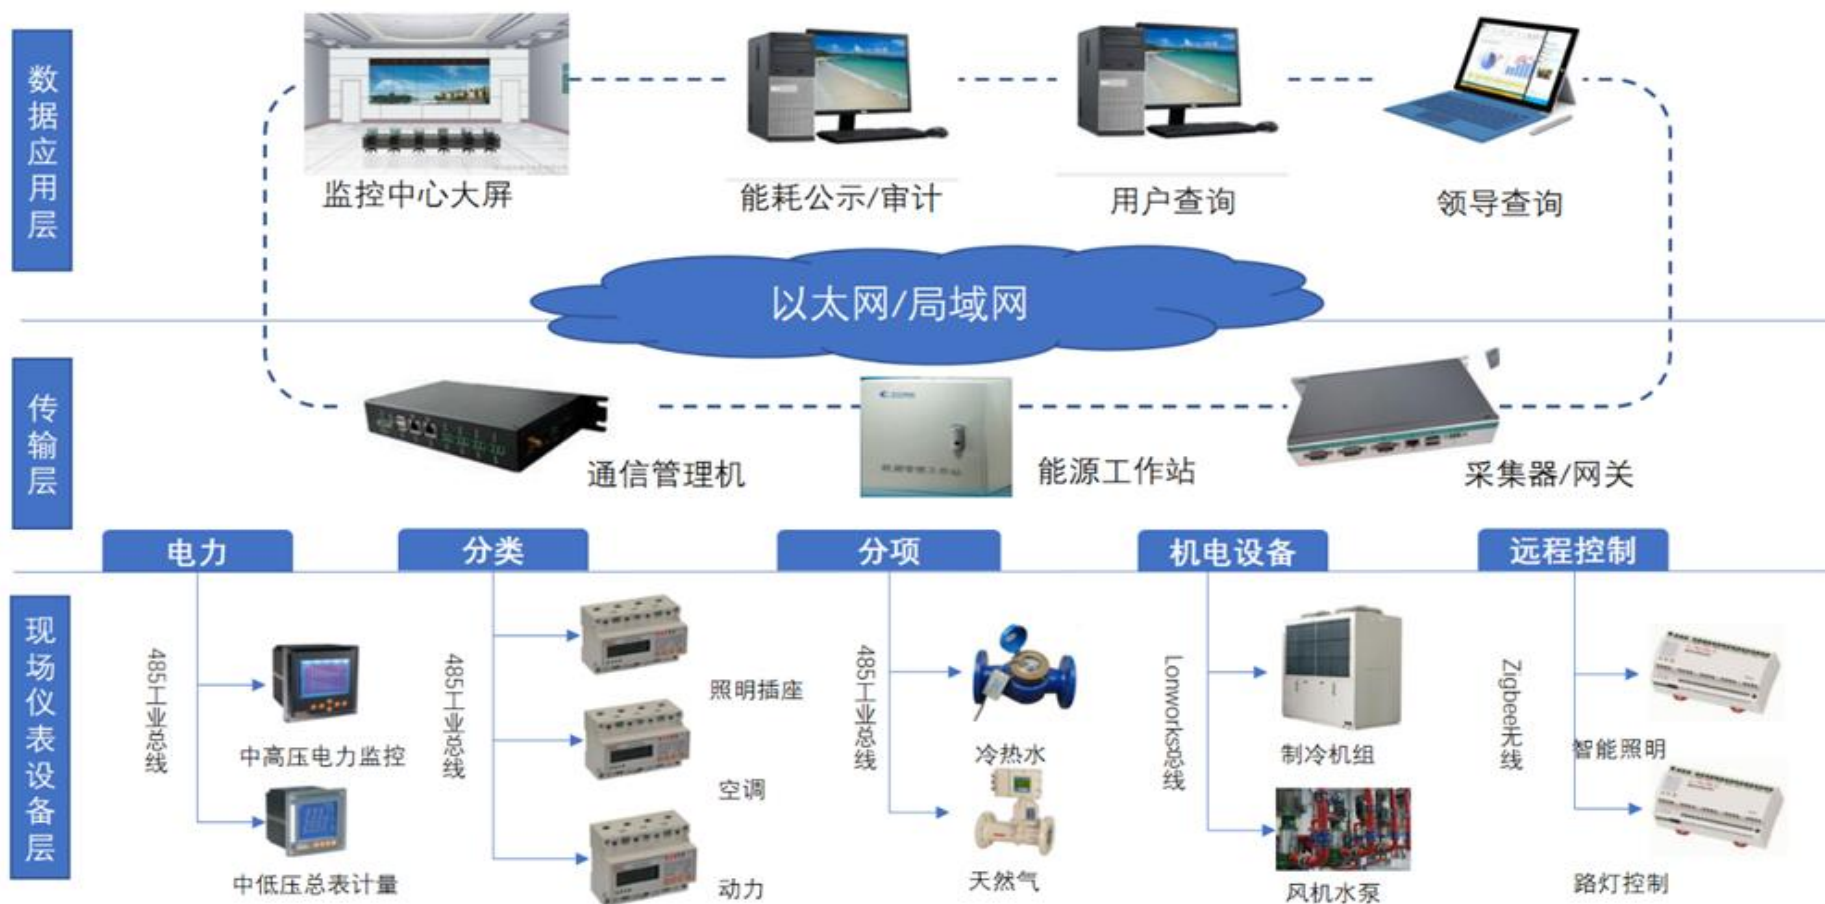 数据应用层
监控中心大屏
能耗公示/审计
用户查询
领导查询
以太网/局域网
传输层
通信管理机
能源工作站
采集器/网关
电力
分类
分项
机电设备
远程控制
现场仪表设备层
485工业总线
中高压电力监控
中低压总表计量
485工业总线
照明插座
空调
动力
485工业总线
冷热水
天然气
Lonworks总线
制冷机组
风机水泵
Zigbee无线
智能照明
路灯控制